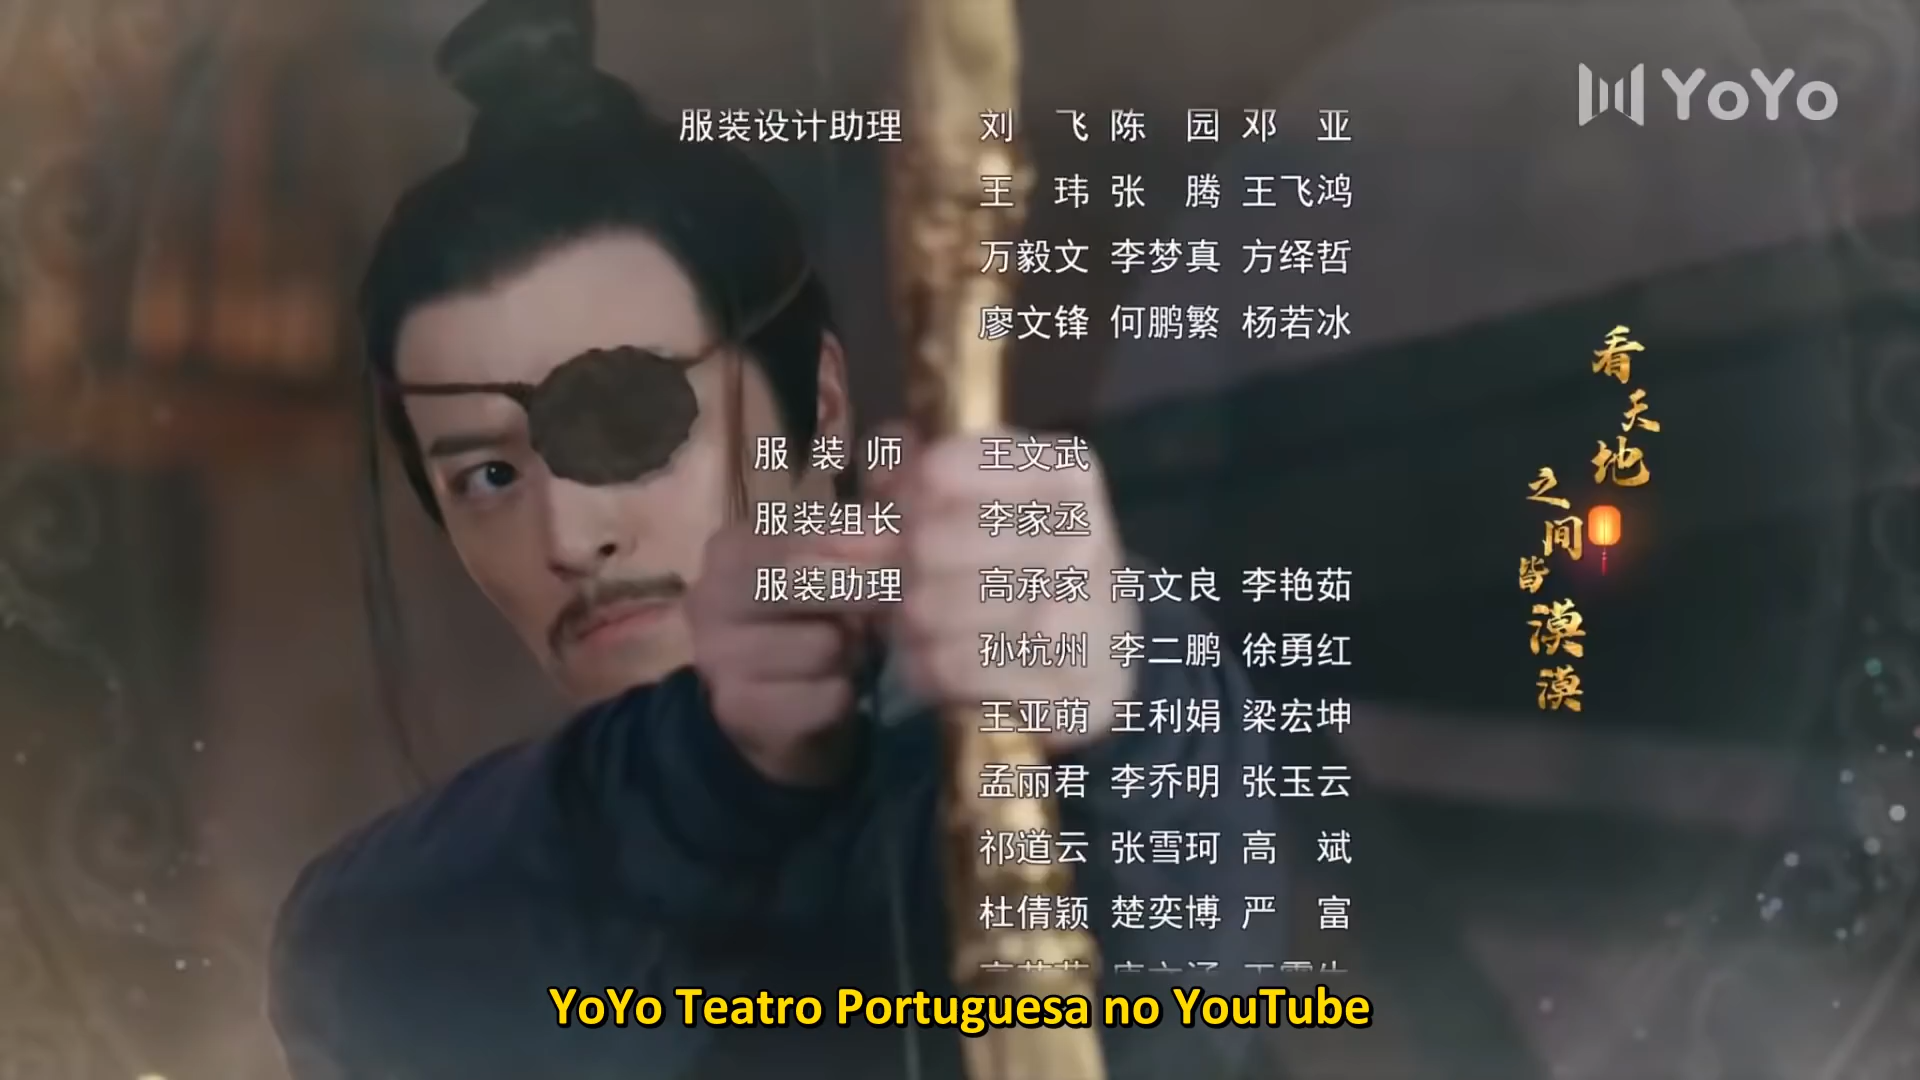 YoYo
服装设计助理 刘 飞 陈 园 邓 亚
王 玮 张 腾 王飞鸿
万毅文 李梦真 方绎哲
廖文锋 何鹏繁 杨若冰
服装师 王文武
服装组长 李家丞
服装助理 高承家 高文良 李艳茹
孙杭州 李二鹏 徐勇红
王亚萌 王利娟 梁宏坤
孟丽君 李乔明 张玉云
祁道云 张雪珂 高 斌
杜倩颖 楚奕博 严 富
看天地之间皆漠漠
YoYo Teatro Portuguesa no YouTube